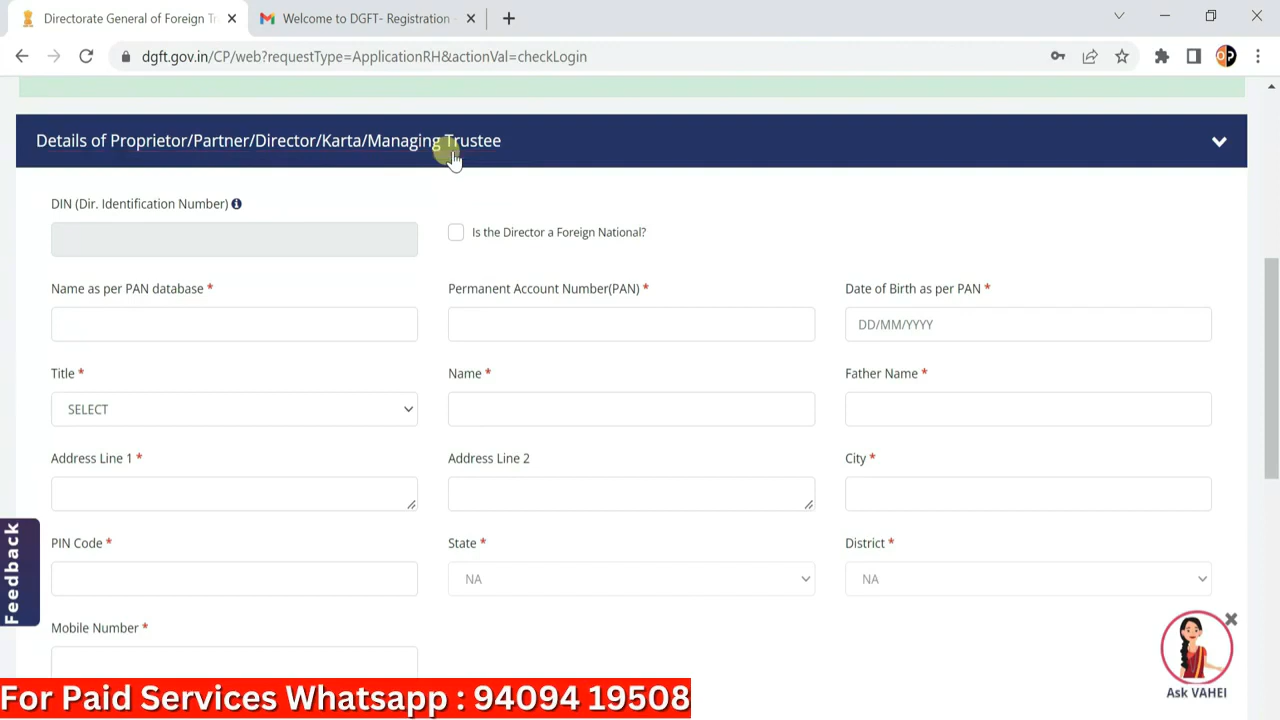 Directorate General of Foreign Tr
Welcome to DGFT- Registration
dgft.gov.in/CP/web?requestType=ApplicationRH&actionVal=checkLogin
OP
Details of Proprietor/Partner/Director/Karta/Managing Trustee
DIN (Dir. Identification Number)
Is the Director a Foreign National?
Name as per PAN database *
Permanent Account Number(PAN) *
Date of Birth as per PAN *
DD/MM/YYYY
Title *
Name *
Father Name *
SELECT
Address Line 1 *
Address Line 2
City *
PIN Code *
State *
District *
NA
NA
Mobile Number *
Feedback
Ask VAHEI
For Paid Services Whatsapp : 94094 19508